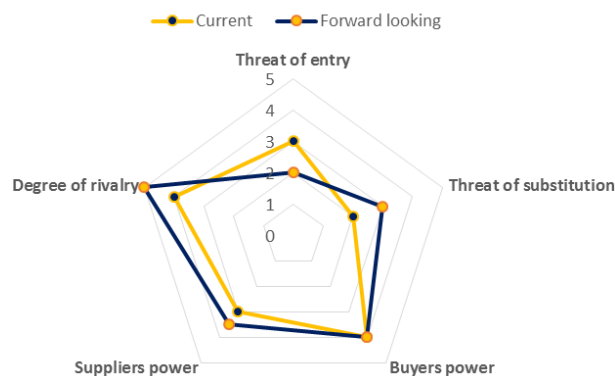 Current Forward looking
Threat of entry
5
4
3
2
1
0
Degree of rivalry
Threat of substitution
Suppliers power
Buyers power